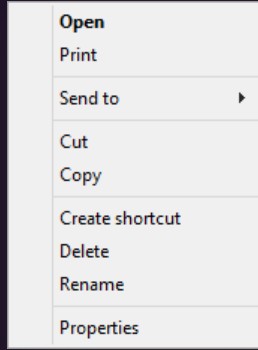 Open
Print
Send to
Cut
Copy
Create shortcut
Delete
Rename
Properties